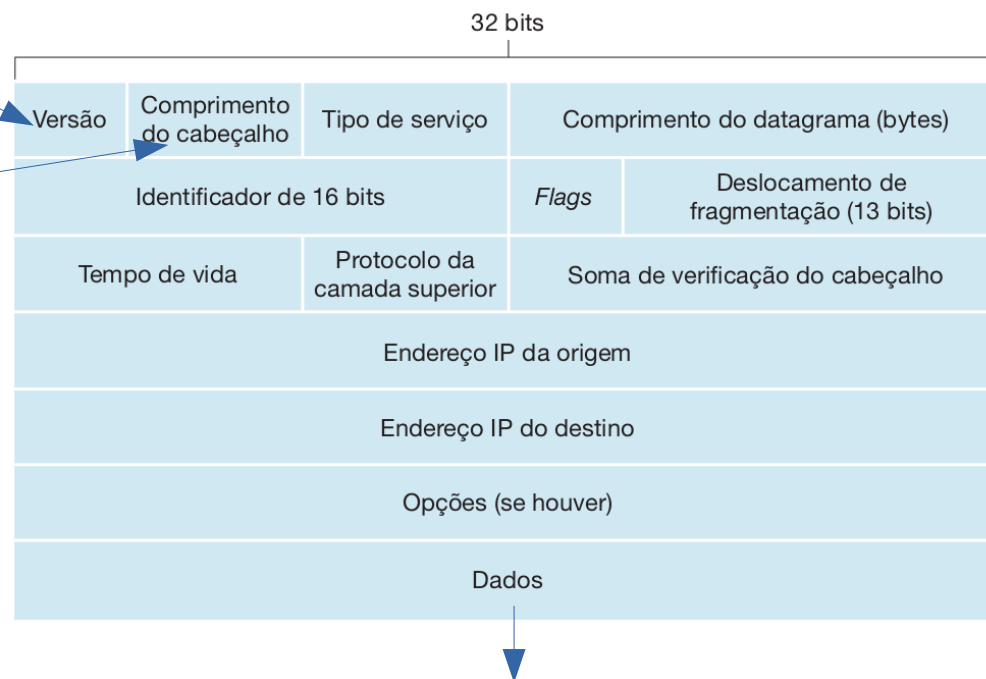 32 bits
Versão
Comprimento
do cabeçalho
Tipo de serviço
Comprimento do datagrama (bytes)
Identificador de 16 bits
Flags
Deslocamento de
fragmentação (13 bits)
Tempo de vida
Protocolo da
camada superior
Soma de verificação do cabeçalho
Endereço IP da origem
Endereço IP do destino
Opções (se houver)
Dados